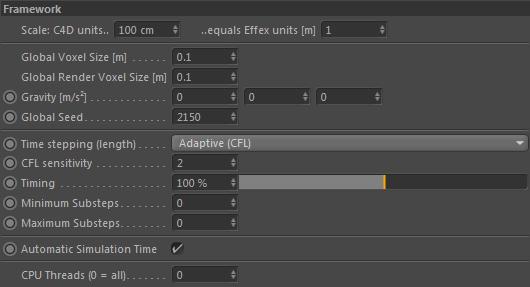 Framework
Scale: C4D units.. 100 cm ..equals Effex units [m] 1
Global Voxel Size [m] ...... 0.1
Global Render Voxel Size [m] 0.1
Gravity [m/s²] ............ 0 0 0
Global Seed ............. 2150
Time stepping (length) ..... Adaptive (CFL)
CFL sensitivity ........... 2
Timing .................. 100 %
Minimum Substeps ........ 0
Maximum Substeps ........ 0
Automatic Simulation Time
CPU Threads (0 = all) ...... 0